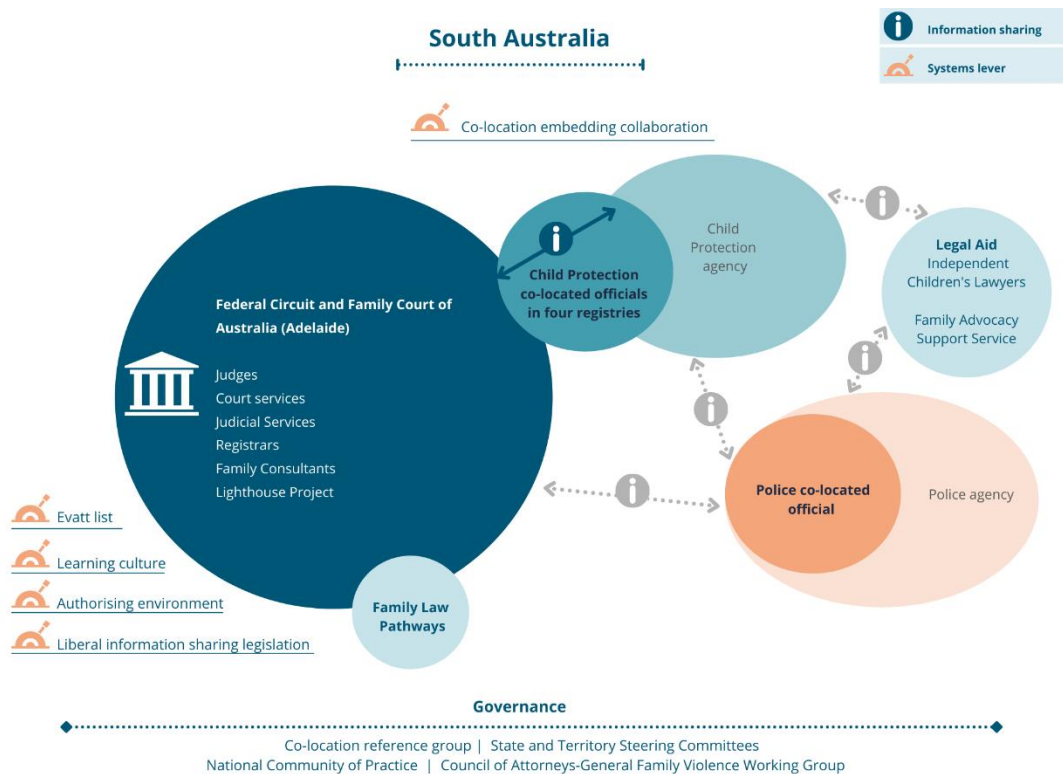 South Australia
Information sharing
Systems lever
Co-location embedding collaboration
Child
Protection
agency
Legal Aid
Independent
Children's Lawyers
Family Advocacy
Support Service
Child Protection
co-located officials
in four registries
Federal Circuit and Family Court of
Australia (Adelaide)
Judges
Court services
Judicial Services
Registrars
Family Consultants
Lighthouse Project
Police co-located
official
Police agency
Evatt list
Learning culture
Authorising environment
Liberal information sharing legislation
Family Law
Pathways
Governance
Co-location reference group | State and Territory Steering Committees
National Community of Practice | Council of Attorneys-General Family Violence Working Group